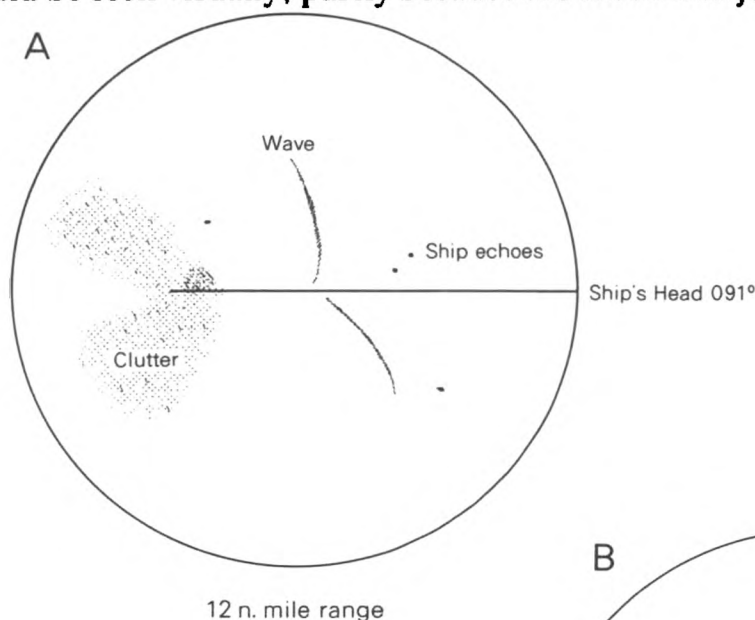 A
Wave
Ship echoes
Ship's Head 091°
Clutter
B
12 n. mile range